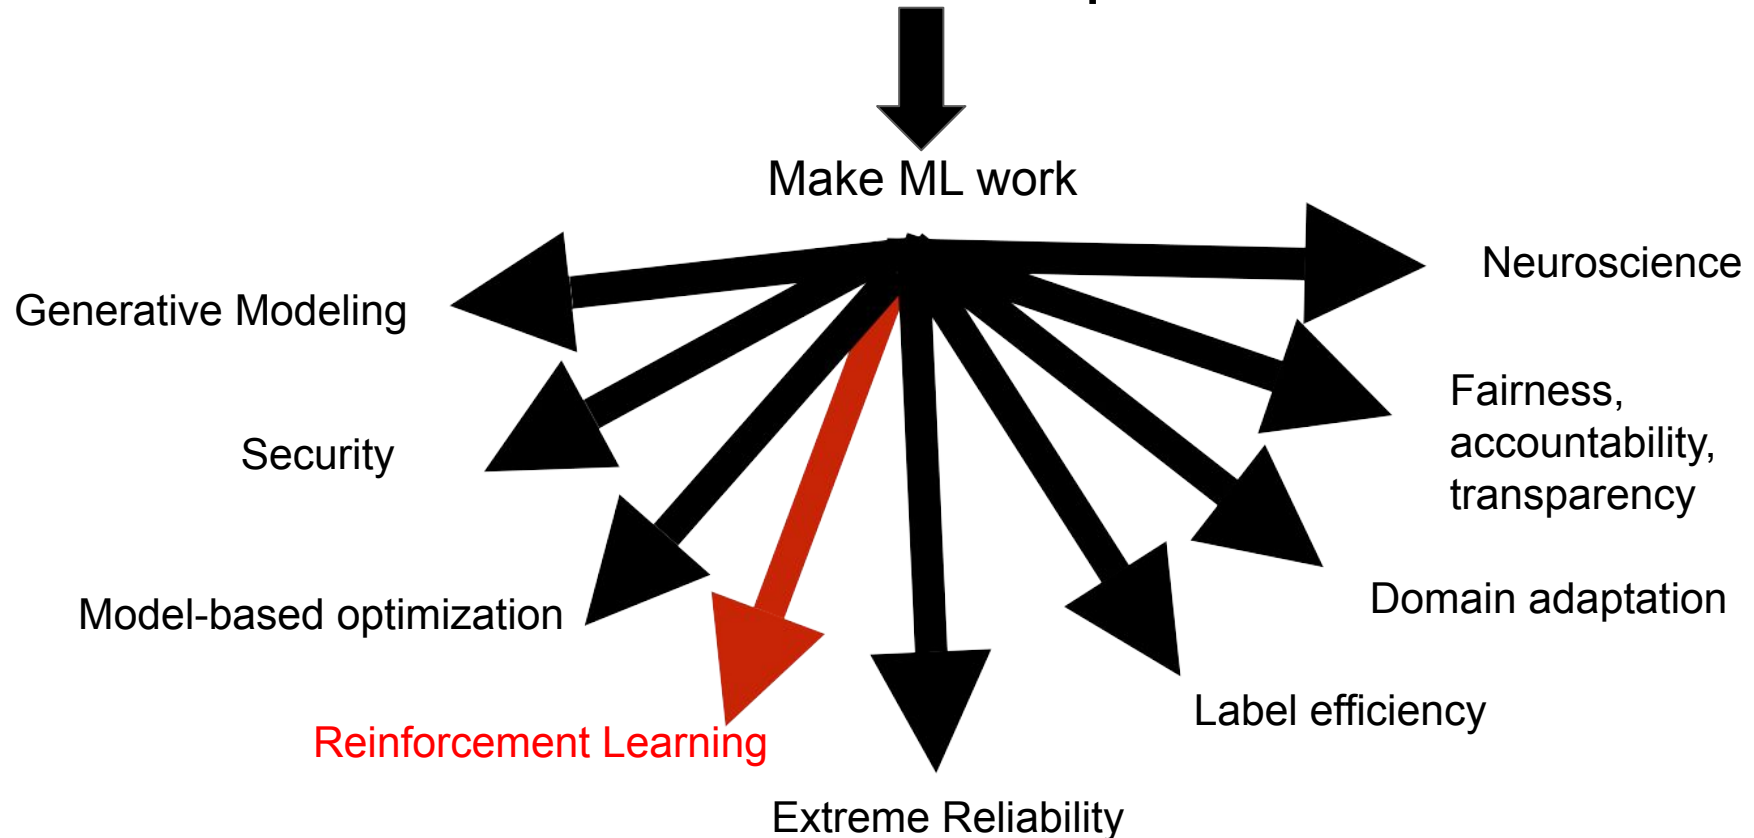 Make ML work
Neuroscience
Generative Modeling
Fairness,
accountability,
transparency
Security
Domain adaptation
Model-based optimization
Label efficiency
Reinforcement Learning
Extreme Reliability